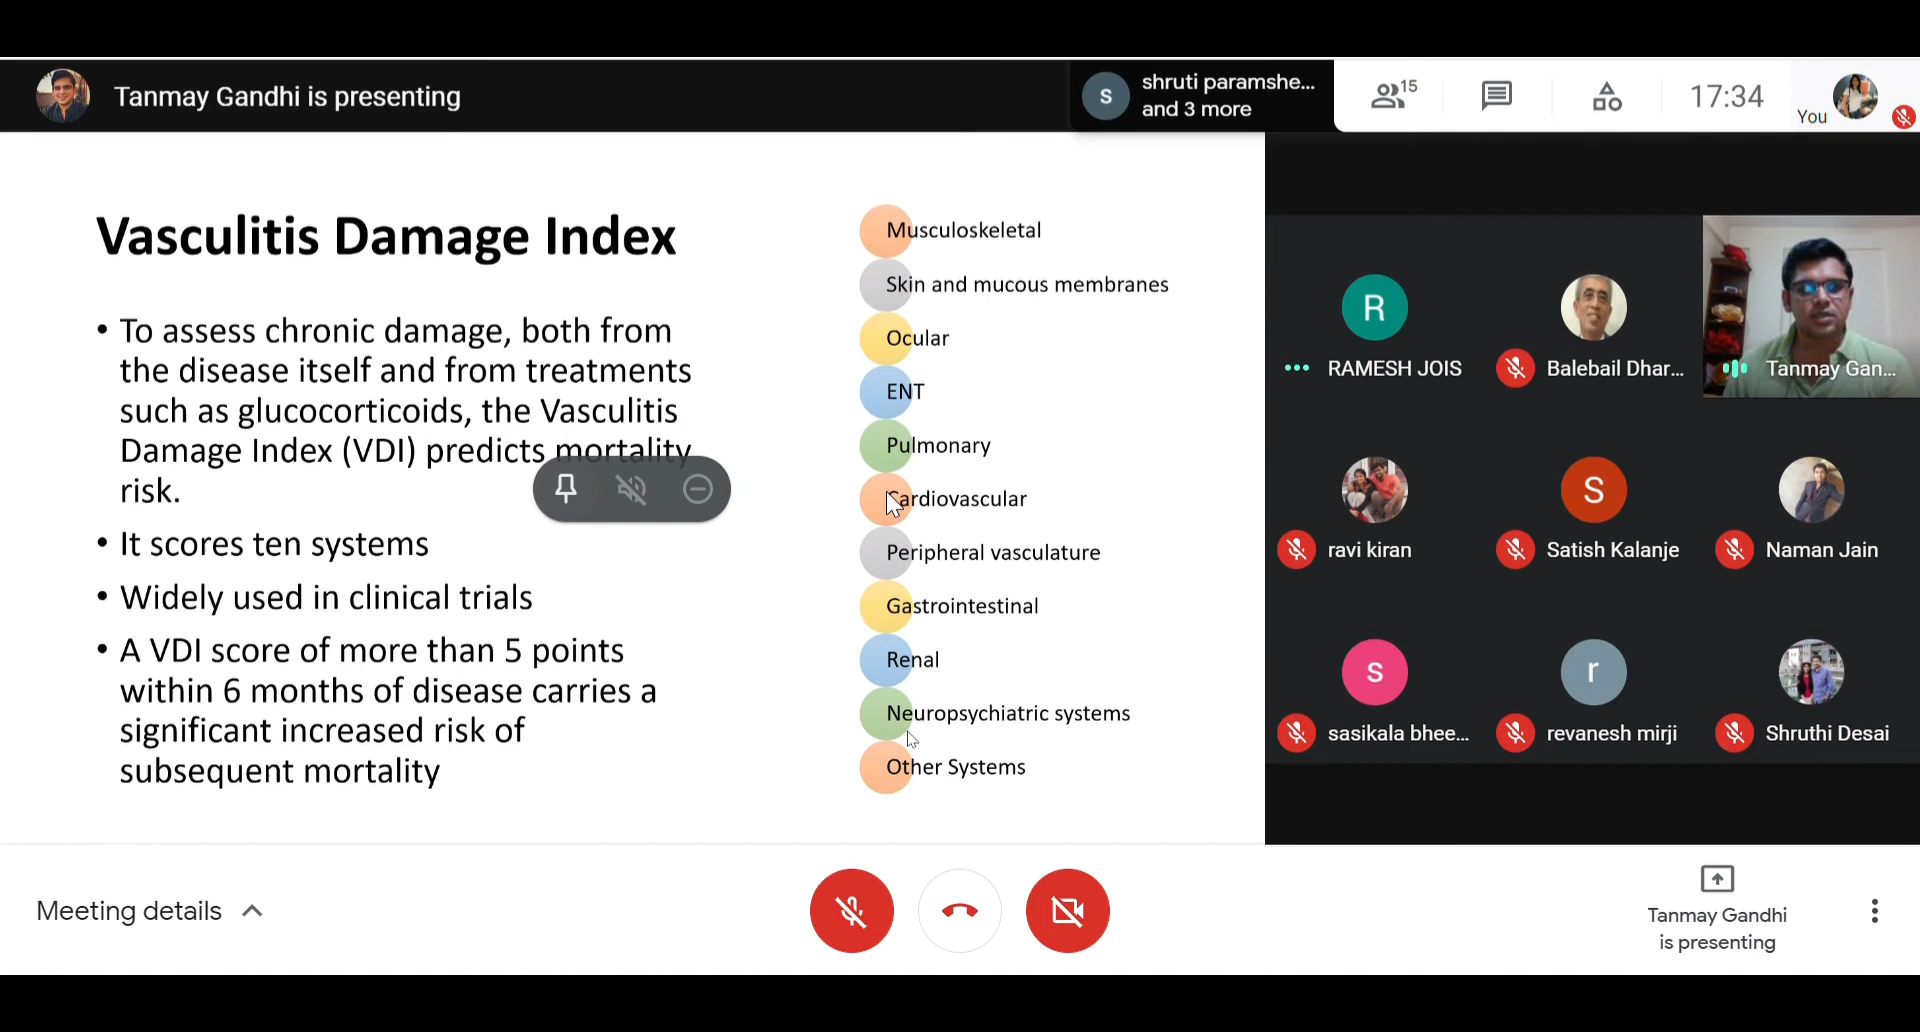 Tanmay Gandhi is presenting
S
shruti paramshe...
and 3 more
15
17:34
You
Vasculitis Damage Index
• To assess chronic damage, both from
the disease itself and from treatments
such as glucocorticoids, the Vasculitis
Damage Index (VDI) predicts mortality
risk.
• It scores ten systems
• Widely used in clinical trials
• A VDI score of more than 5 points
within 6 months of disease carries a
significant increased risk of
subsequent mortality
Musculoskeletal
Skin and mucous membranes
Ocular
ENT
Pulmonary
Cardiovascular
Peripheral vasculature
Gastrointestinal
Renal
Neuropsychiatric systems
Other Systems
R
RAMESH JOIS
Balebail Dhar...
Tanmay Gan...
ravi kiran
S
Satish Kalanje
Naman Jain
s
sasikala bhee...
r
revanesh mirji
Shruthi Desai
Meeting details
Tanmay Gandhi
is presenting